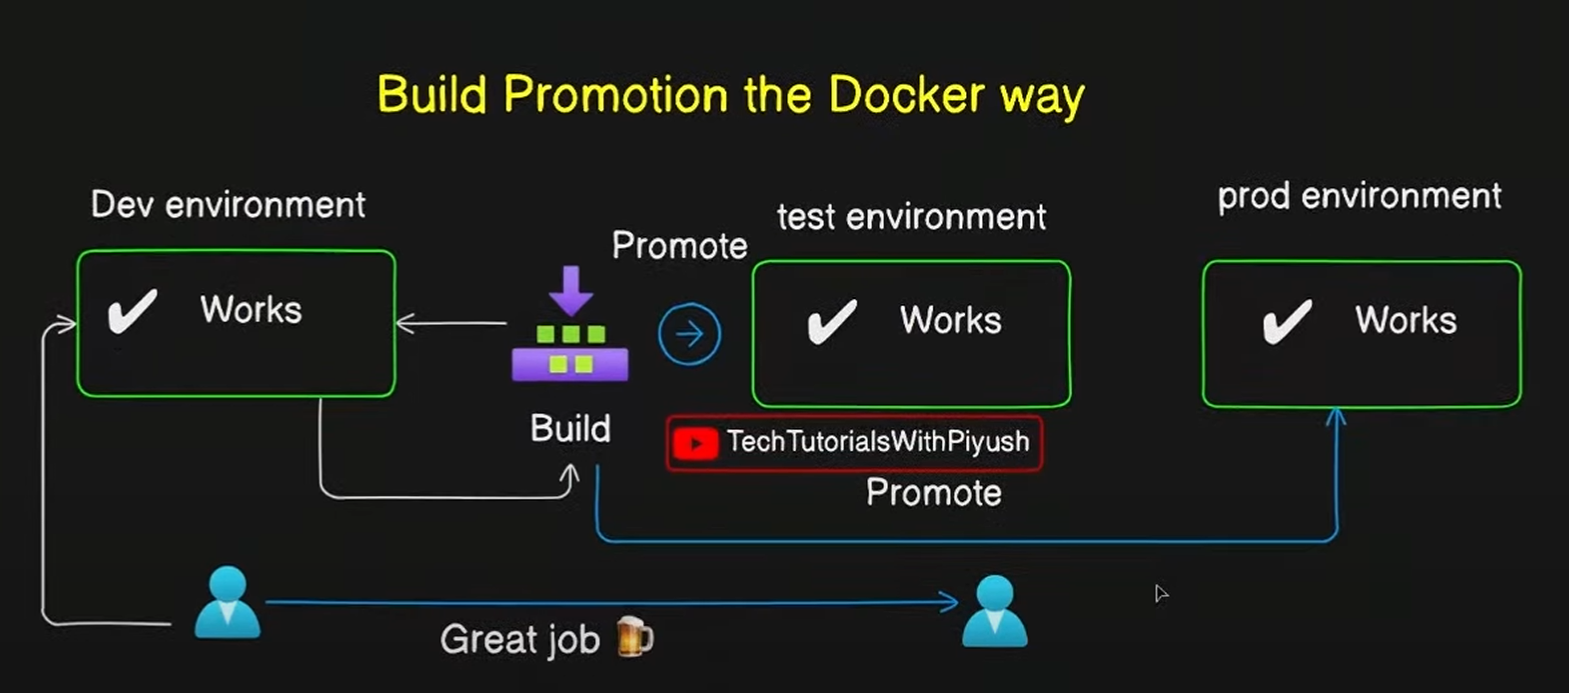 Build Promotion the Docker way
Dev environment
Promote
test environment
prod environment
Works
Works
Works
Build
TechTutorialsWithPiyush
Promote
Great job